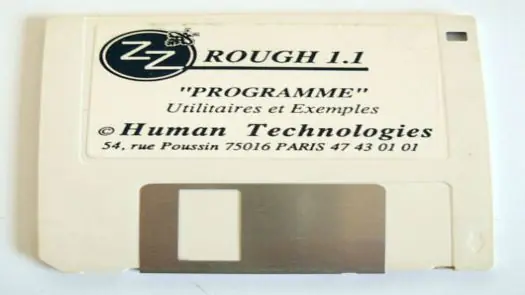 ZZ ROUGH 1.1
"PROGRAMME"
Utilitaires et Exemples
© Human Technologies
54, rue Poussin 75016 PARIS 47 43 01 01